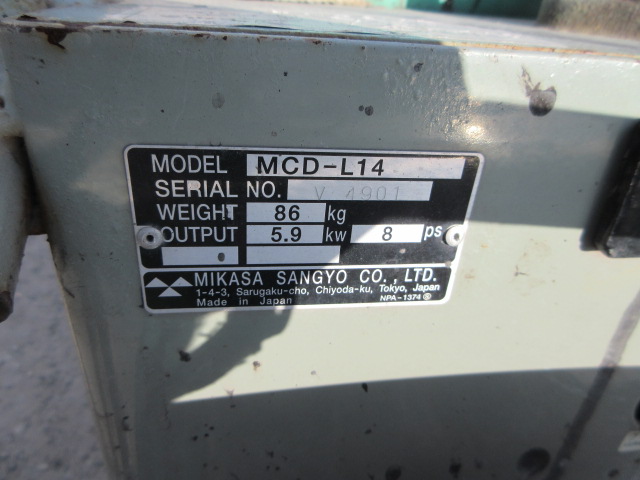 MODEL MCD-L14
SERIAL NO. V 4901
WEIGHT 86 kg
OUTPUT 5.9 kw 8 ps
MIKASA SANGYO CO., LTD.
1-4-3, Sarugaku-cho, Chiyoda-ku, Tokyo, Japan
Made in Japan NPA-1374